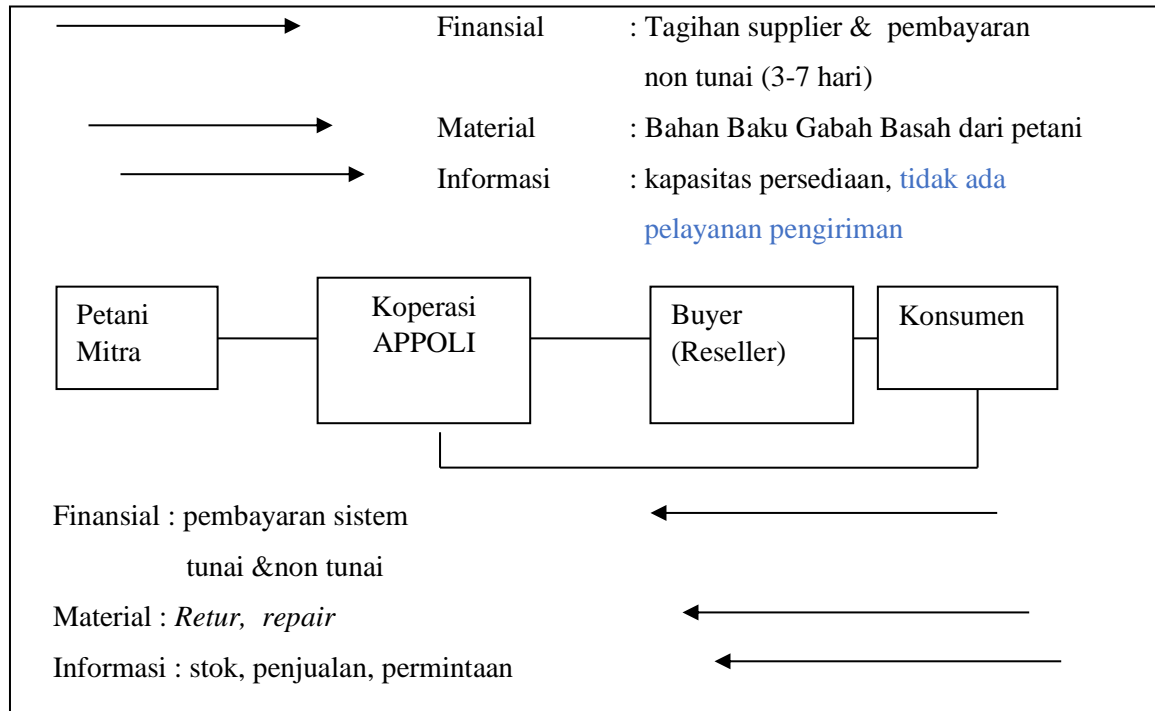 Finansial : Tagihan supplier & pembayaran
non tunai (3-7 hari)
Material : Bahan Baku Gabah Basah dari petani
Informasi : kapasitas persediaan, tidak ada
pelayanan pengiriman
Petani
Mitra
Koperasi
APPOLI
Buyer
(Reseller)
Konsumen
Finansial : pembayaran sistem
tunai &non tunai
Material : Retur, repair
Informasi : stok, penjualan, permintaan